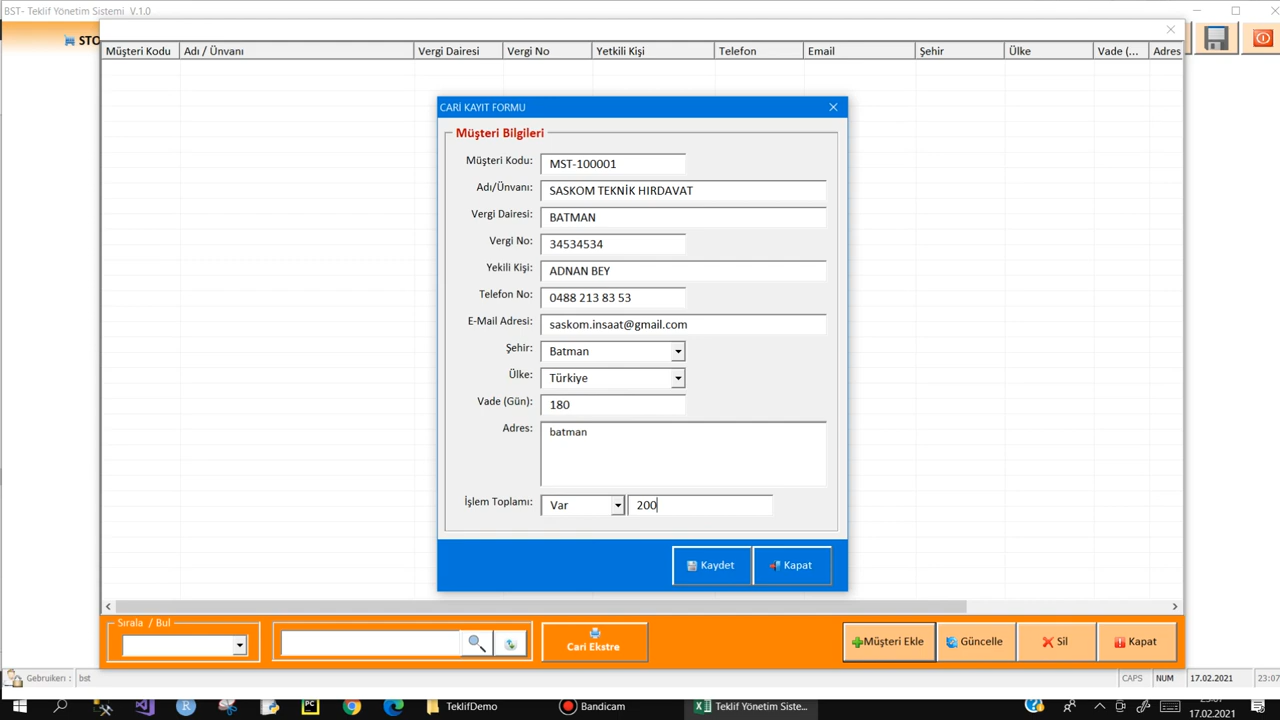 BST- Teklif Yönetim Sistemi V.1.0
STO
Müşteri Kodu Adı / Ünvanı Vergi Dairesi Vergi No Yetkili Kişi Telefon Email Şehir Ülke Vade (... Adres
CARİ KAYIT FORMU
Müşteri Bilgileri
Müşteri Kodu: MST-100001
Adı/Ünvanı: SASKOM TEKNİK HIRDAVAT
Vergi Dairesi: BATMAN
Vergi No: 34534534
Yekili Kişi: ADNAN BEY
Telefon No: 0488 213 83 53
E-Mail Adresi: saskom.insaat@gmail.com
Şehir: Batman
Ülke: Türkiye
Vade (Gün): 180
Adres: batman
İşlem Toplamı: Var 200
Kaydet Kapat
Sırala / Bul
Cari Ekstre
Müşteri Ekle Güncelle Sil Kapat
Gebruikerı : bst CAPS NUM 17.02.2021 23:07
TeklifDemo Bandicam Teklif Yönetim Siste...
17.02.2021